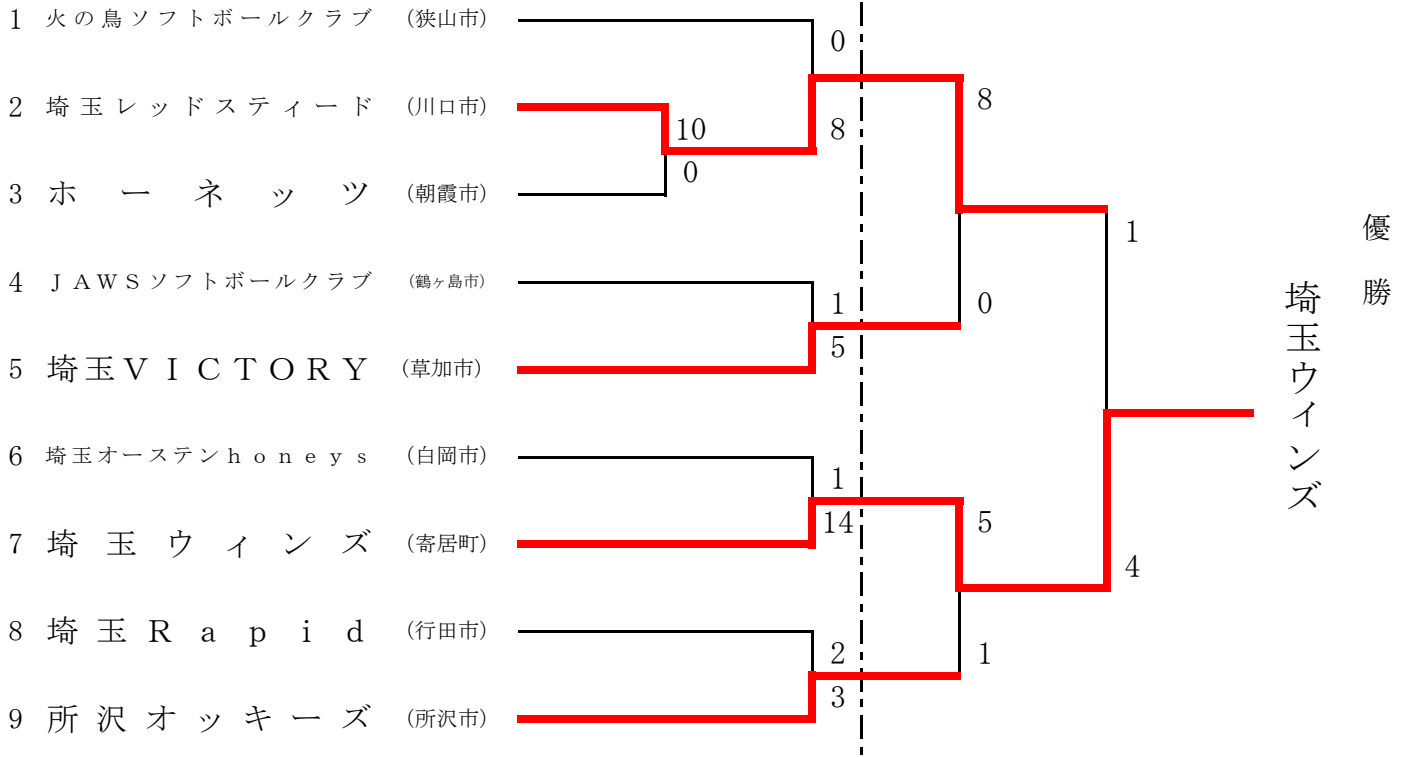 1 火の鳥ソフトボールクラブ (狭山市)
0
2 埼玉レッドスティード (川口市)
10
8
8
3 ホーネッツ (朝霞市)
0
1
優勝
4 JAWSソフトボールクラブ (鶴ヶ島市)
1
0
5
5 埼玉VICTORY (草加市)
埼玉ウィンズ
6 埼玉オーステンhoneys (白岡市)
1
14
5
7 埼玉ウィンズ (寄居町)
4
8 埼玉Rapid (行田市)
2
1
3
9 所沢オッキーズ (所沢市)